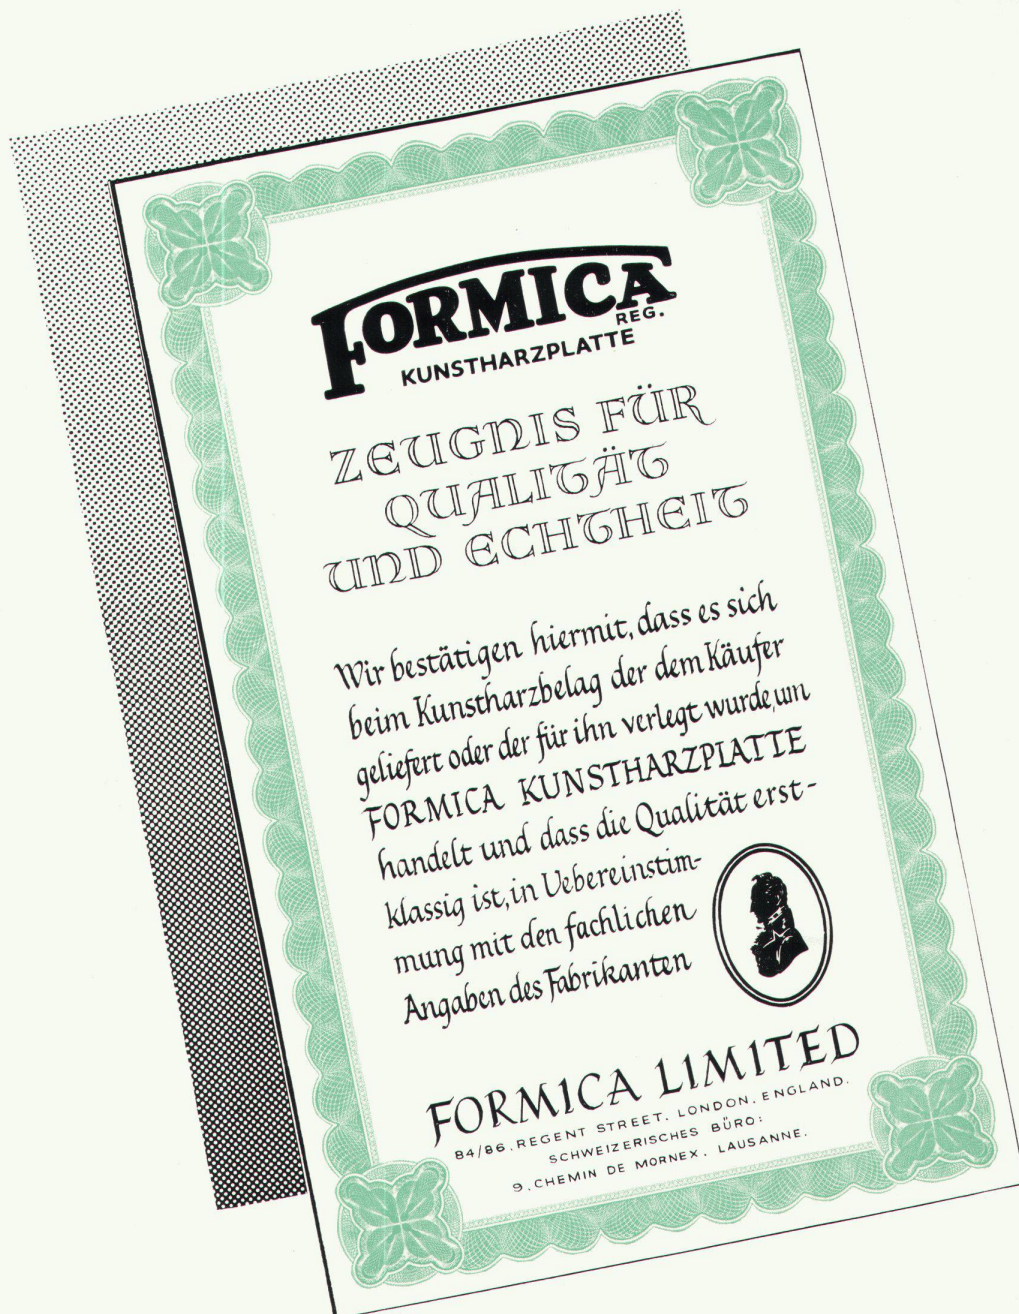 FORMICA
REG.
KUNSTHARZPLATTE
ZEUGNIS FÜR
QUALITÄT
UND ECHTHEIT
Wir bestätigen hiermit, dass es sich
beim Kunstharzbelag der dem Käufer
geliefert oder der für ihn verlegt wurde, um
FORMICA KUNSTHARZPLATTE
handelt und dass die Qualität erst-
klassig ist, in Uebereinstim-
mung mit den fachlichen
Angaben des Fabrikanten
FORMICA LIMITED
84/86, REGENT STREET, LONDON, ENGLAND.
SCHWEIZERISCHES BÜRO:
9, CHEMIN DE MORNEX, LAUSANNE.